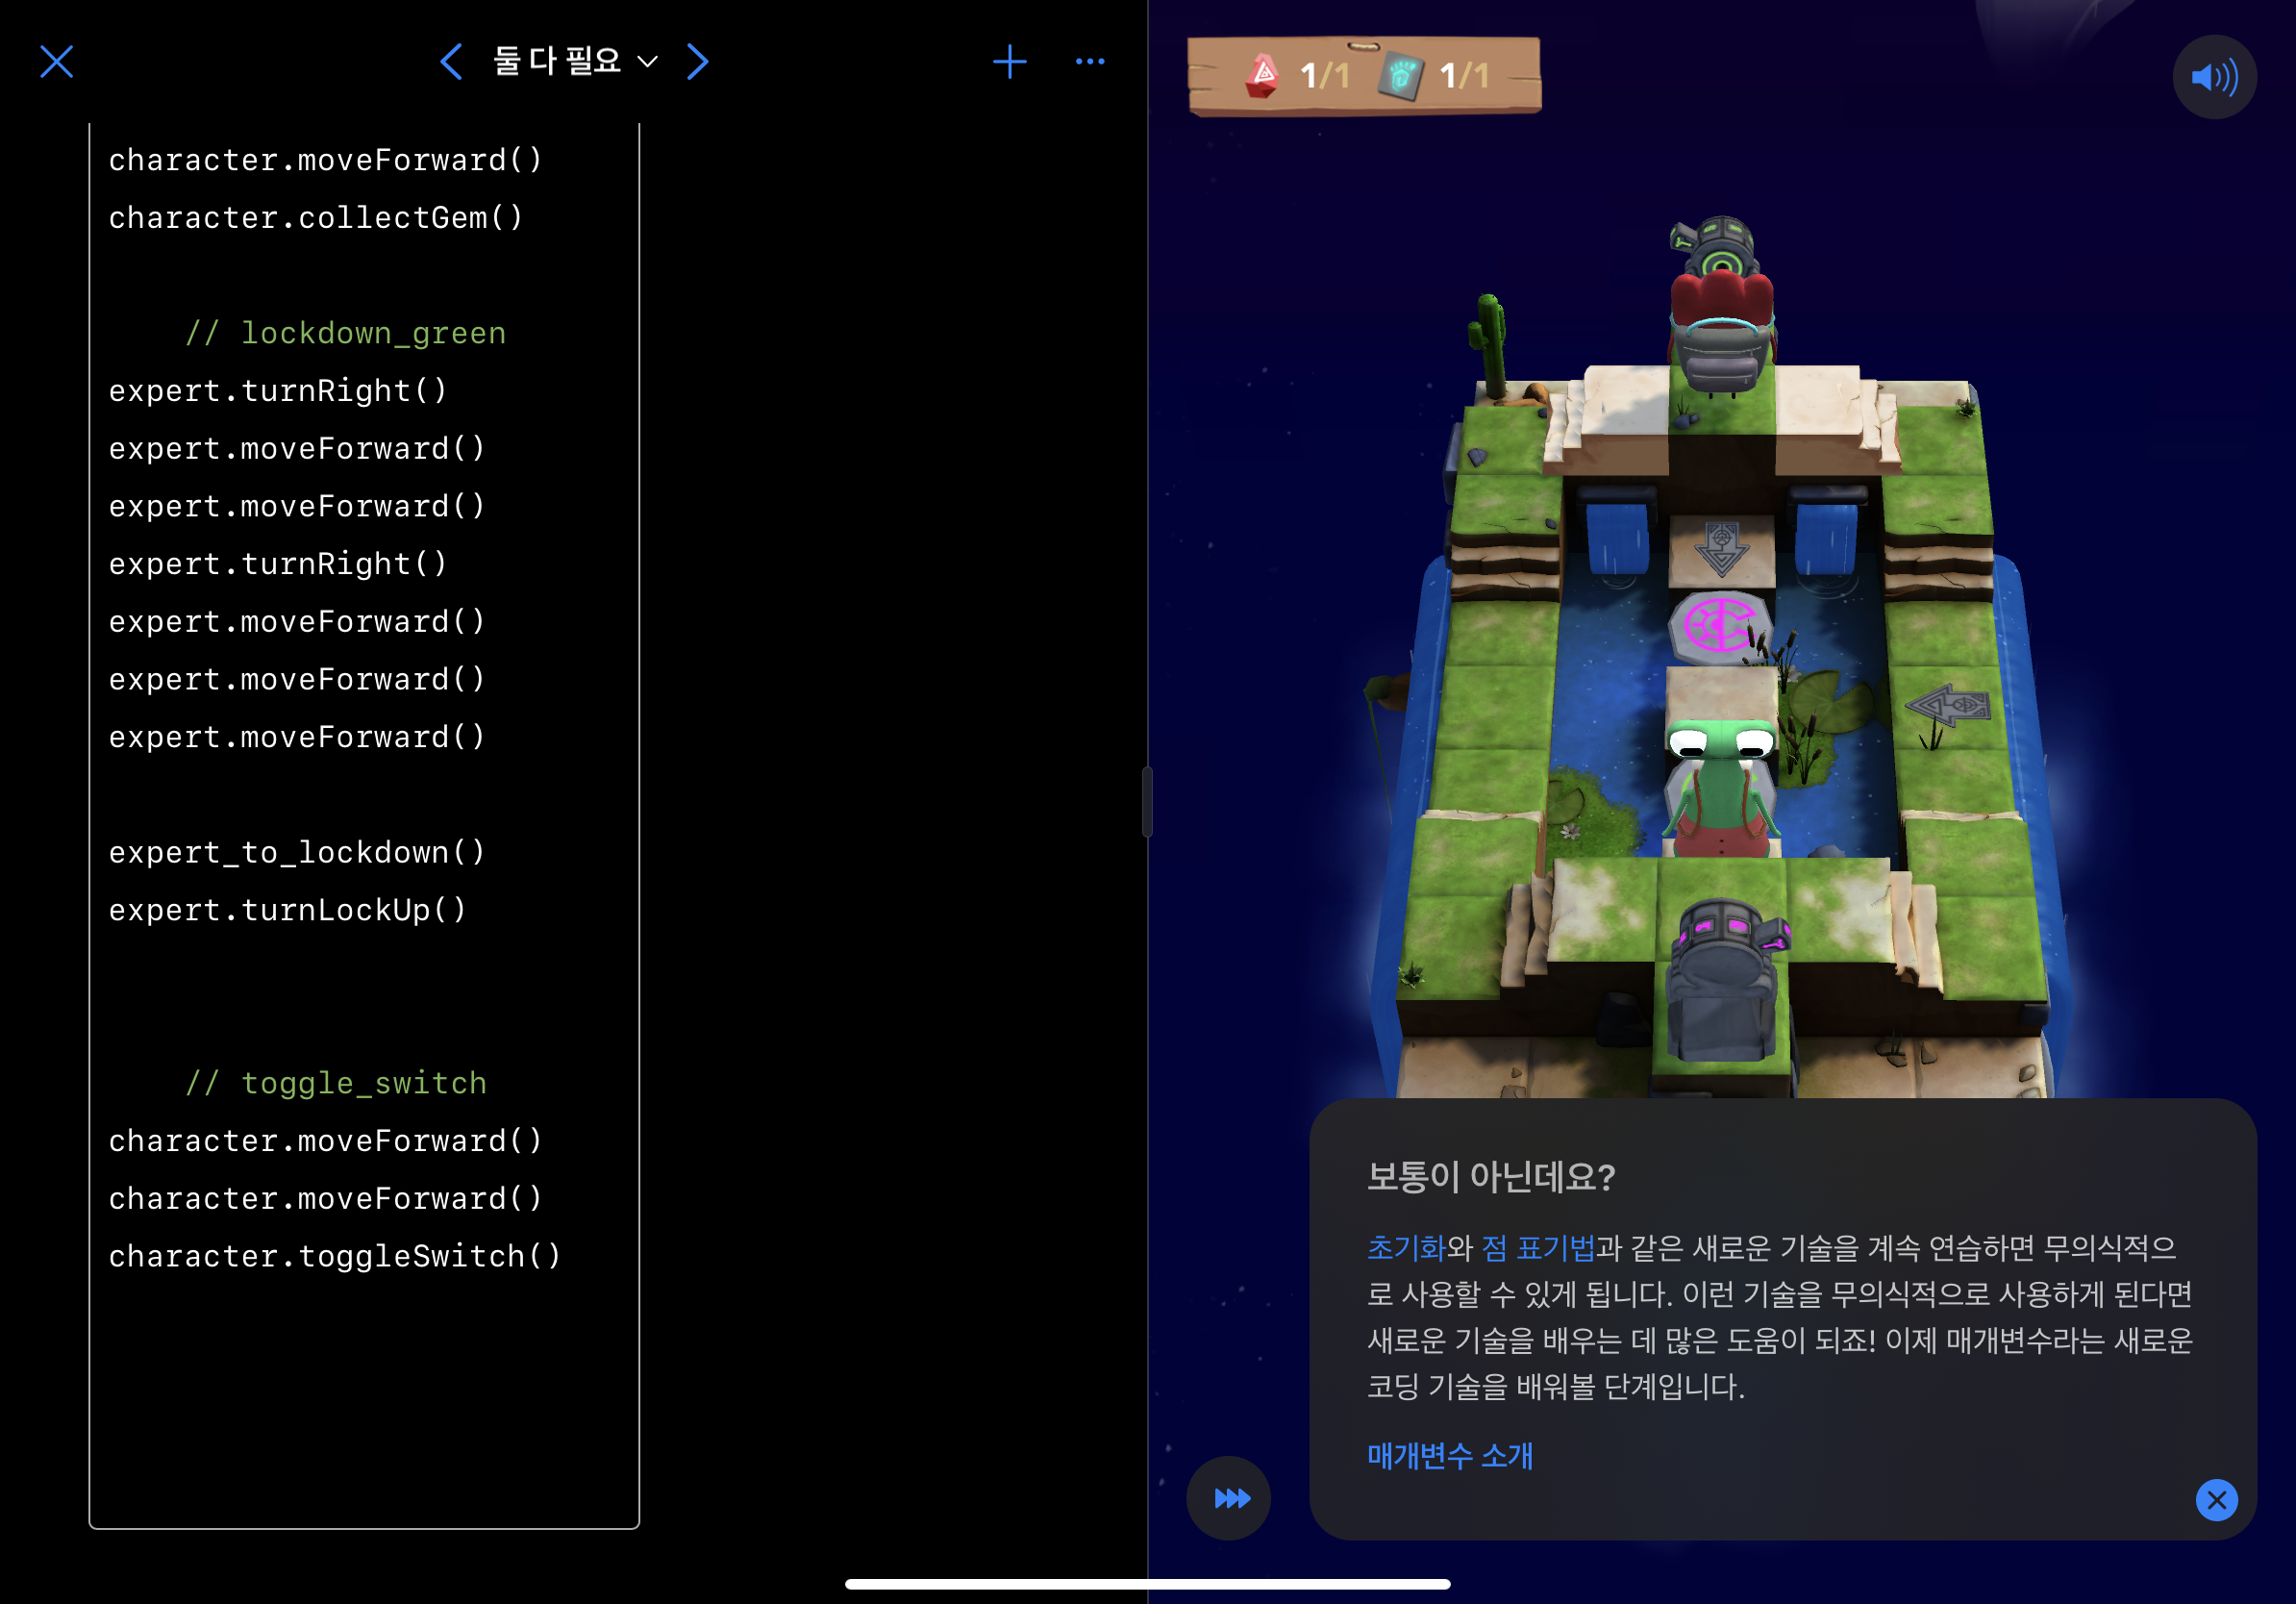 둘 다 필요
character.moveForward()
character.collectGem()
// lockdown_green
expert.turnRight()
expert.moveForward()
expert.moveForward()
expert.turnRight()
expert.moveForward()
expert.moveForward()
expert.moveForward()
expert_to_lockdown()
expert.turnLockUp()
// toggle_switch
character.moveForward()
character.moveForward()
character.toggleSwitch()
1/1 1/1
보통이 아닌데요?
초기화와 점 표기법과 같은 새로운 기술을 계속 연습하면 무의식적으
로 사용할 수 있게 됩니다. 이런 기술을 무의식적으로 사용하게 된다면
새로운 기술을 배우는 데 많은 도움이 되죠! 이제 매개변수라는 새로운
코딩 기술을 배워볼 단계입니다.
매개변수 소개